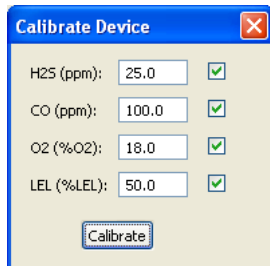 Calibrate Device
H2S (ppm): 25.0
CO (ppm): 100.0
O2 (%O2): 18.0
LEL (%LEL): 50.0
Calibrate